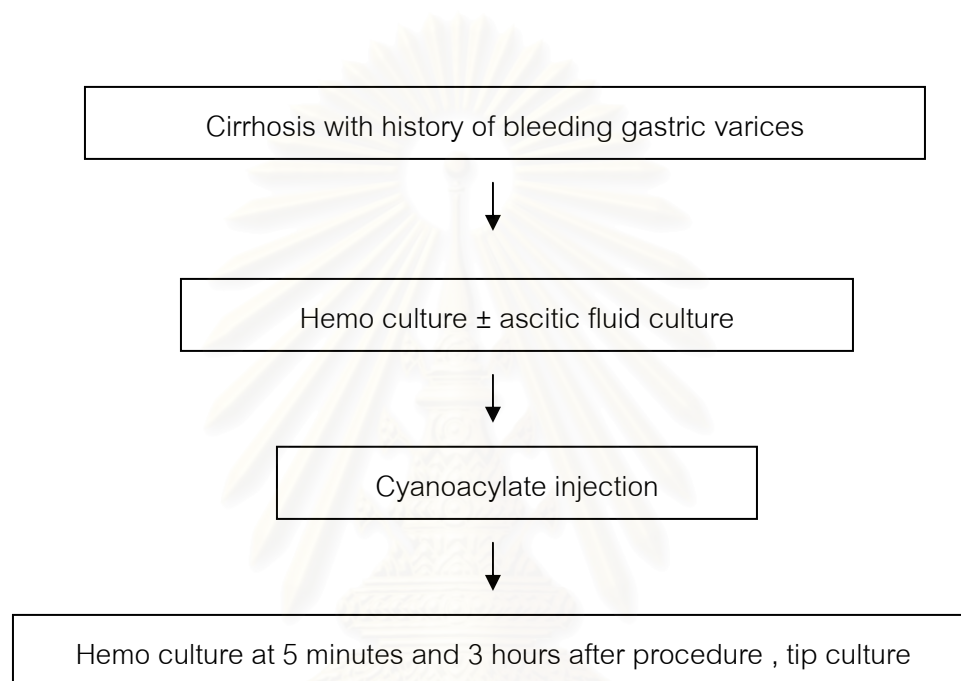 Cirrhosis with history of bleeding gastric varices
Hemo culture ± ascitic fluid culture
Cyanoacylate injection
Hemo culture at 5 minutes and 3 hours after procedure , tip culture